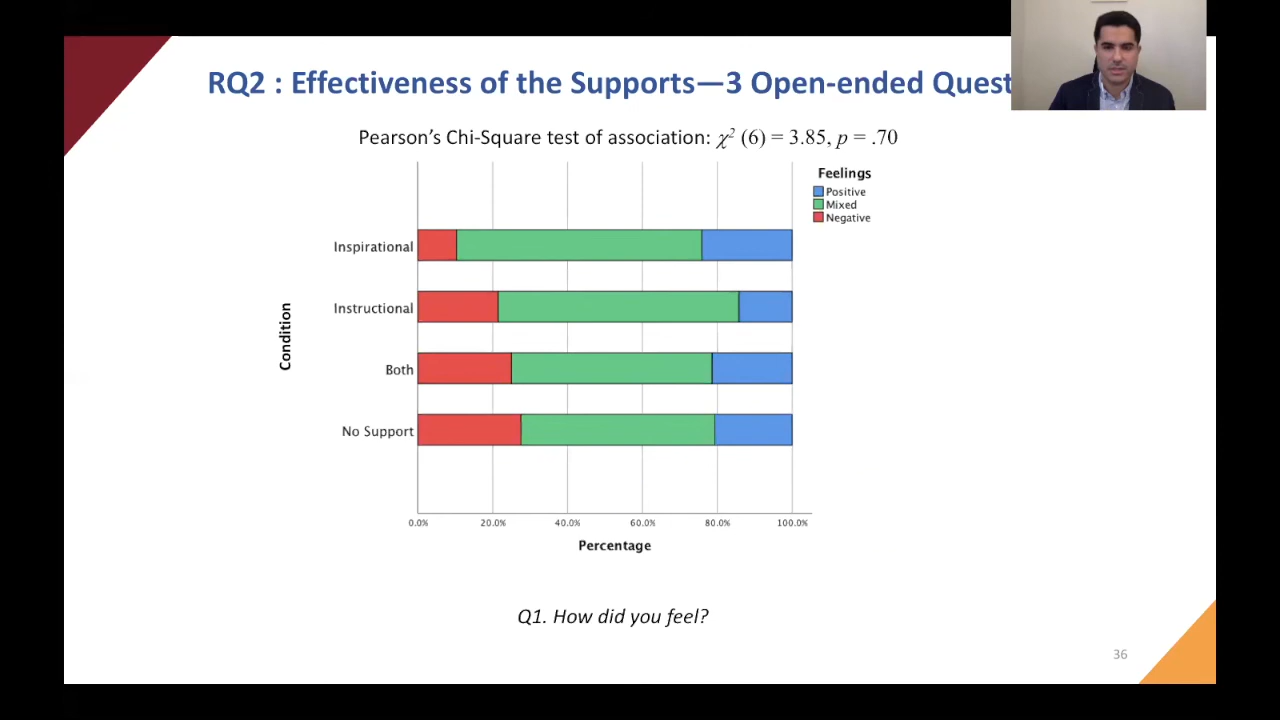 RQ2 : Effectiveness of the Supports—3 Open-ended Quest
Pearson's Chi-Square test of association: χ² (6) = 3.85, p = .70
Feelings
Positive
Mixed
Negative
Condition
Inspirational
Instructional
Both
No Support
0.0% 20.0% 40.0% 60.0% 80.0% 100.0%
Percentage
Q1. How did you feel?
36